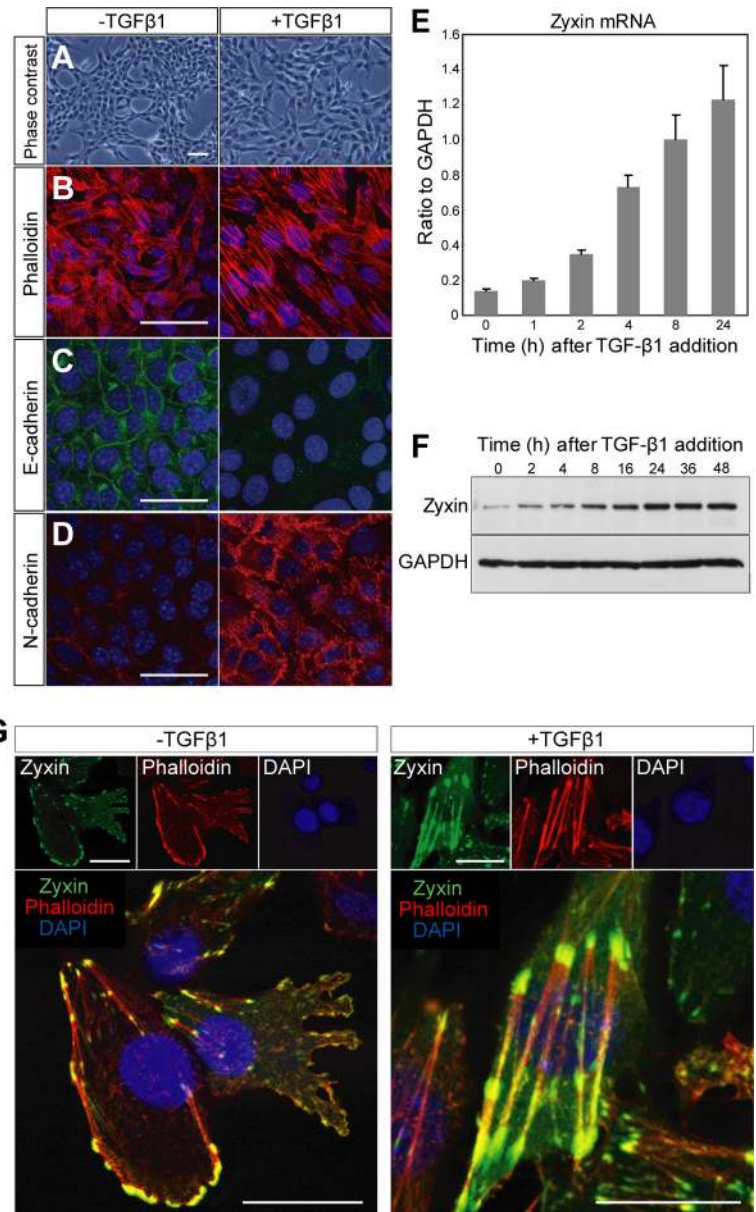 -TGFβ1
+TGFβ1
A
Phase contrast
B
Phalloidin
C
E-cadherin
D
N-cadherin
E
Zyxin mRNA
Ratio to GAPDH
1.6
1.4
1.2
1.0
0.8
0.6
0.4
0.2
0
0 1 2 4 8 24
Time (h) after TGF-β1 addition
F
Time (h) after TGF-β1 addition
0 2 4 8 16 24 36 48
Zyxin
GAPDH
G
-TGFβ1
Zyxin Phalloidin DAPI
Zyxin
Phalloidin
DAPI
+TGFβ1
Zyxin Phalloidin DAPI
Zyxin
Phalloidin
DAPI